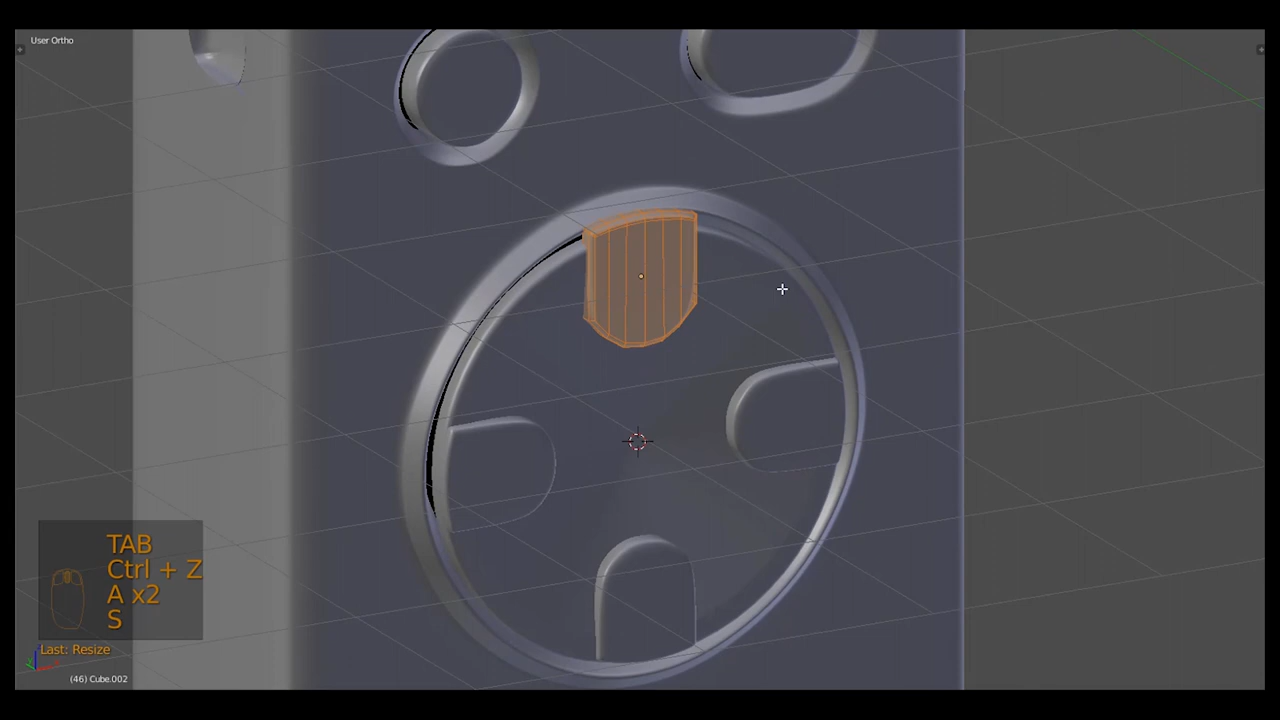 User Ortho
TAB
Ctrl + Z
A x2
S
Last: Resize
(46) Cube.002